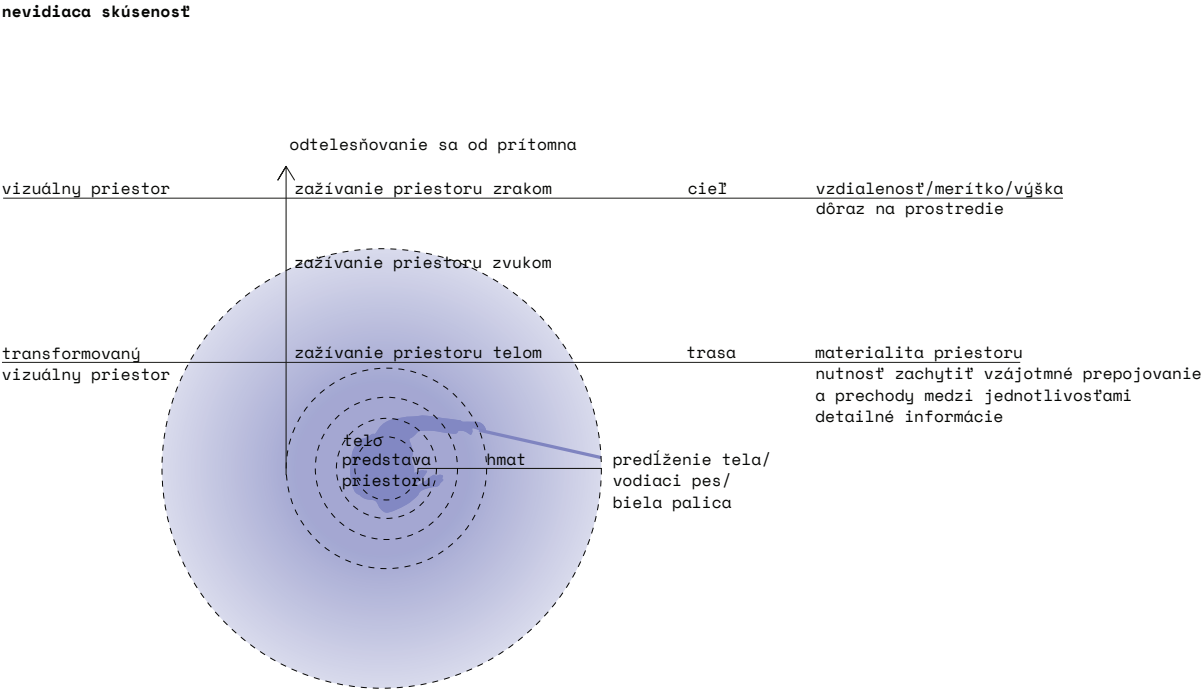 nevidiaca skúsenosť
odtelesňovanie sa od prítomna
vizuálny priestor
zažívanie priestoru zrakom
cieľ
vzdialenosť/merítko/výška
dôraz na prostredie
zažívanie priestoru zvukom
transformovaný
vizuálny priestor
zažívanie priestoru telom
trasa
materialita priestoru
nutnosť zachytiť vzájotmné prepojovanie
a prechody medzi jednotlivosťami
detailné informácie
telo
predstava
priestoru
hmat
predĺženie tela/
vodiaci pes/
biela palica